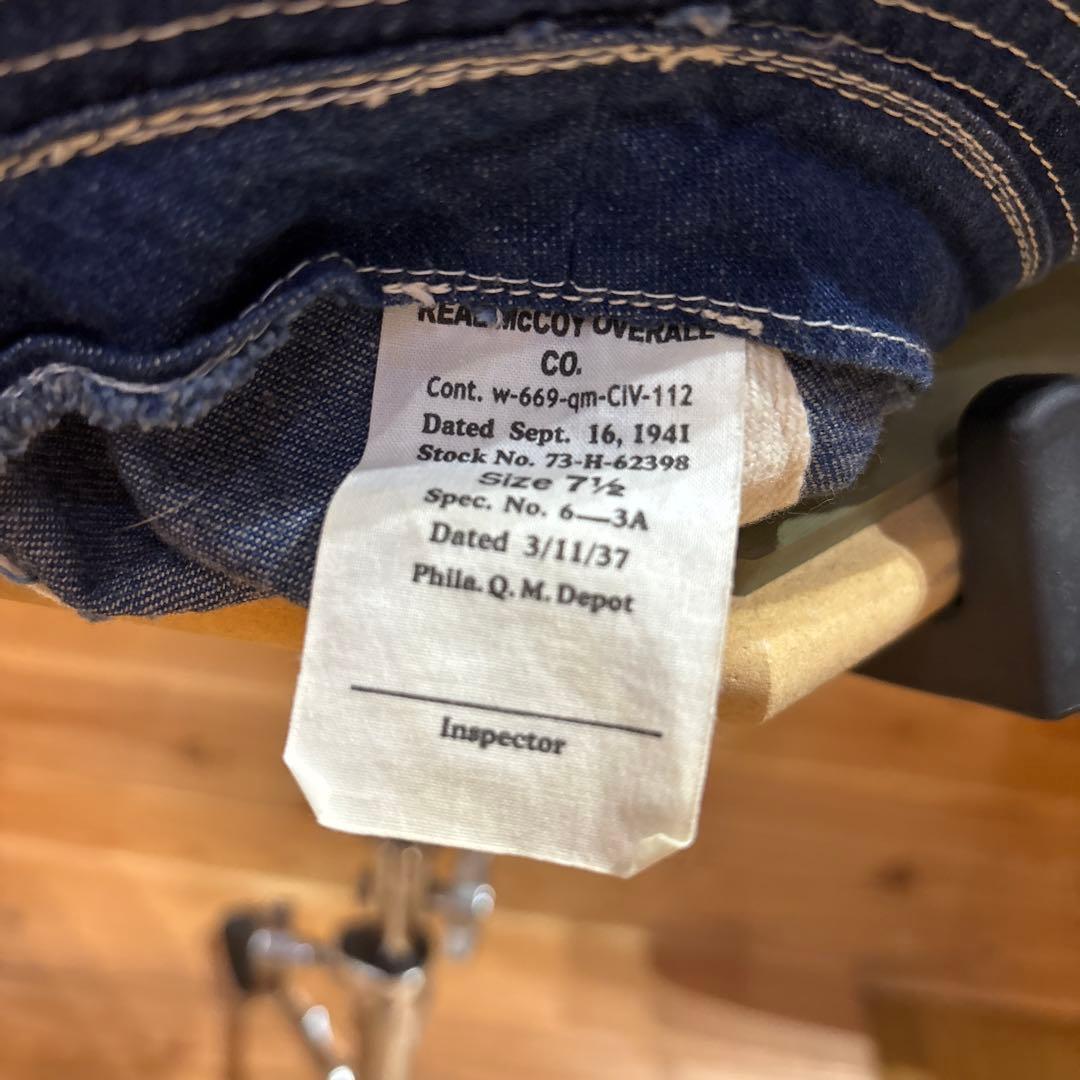 REAL McCOY OVERALL
CO.
Cont. w-669-qm-CIV-112
Dated Sept. 16, 1941
Stock No. 73-H-62398
Size 7½
Spec. No. 6—3A
Dated 3/11/37
Phila. Q. M. Depot
Inspector